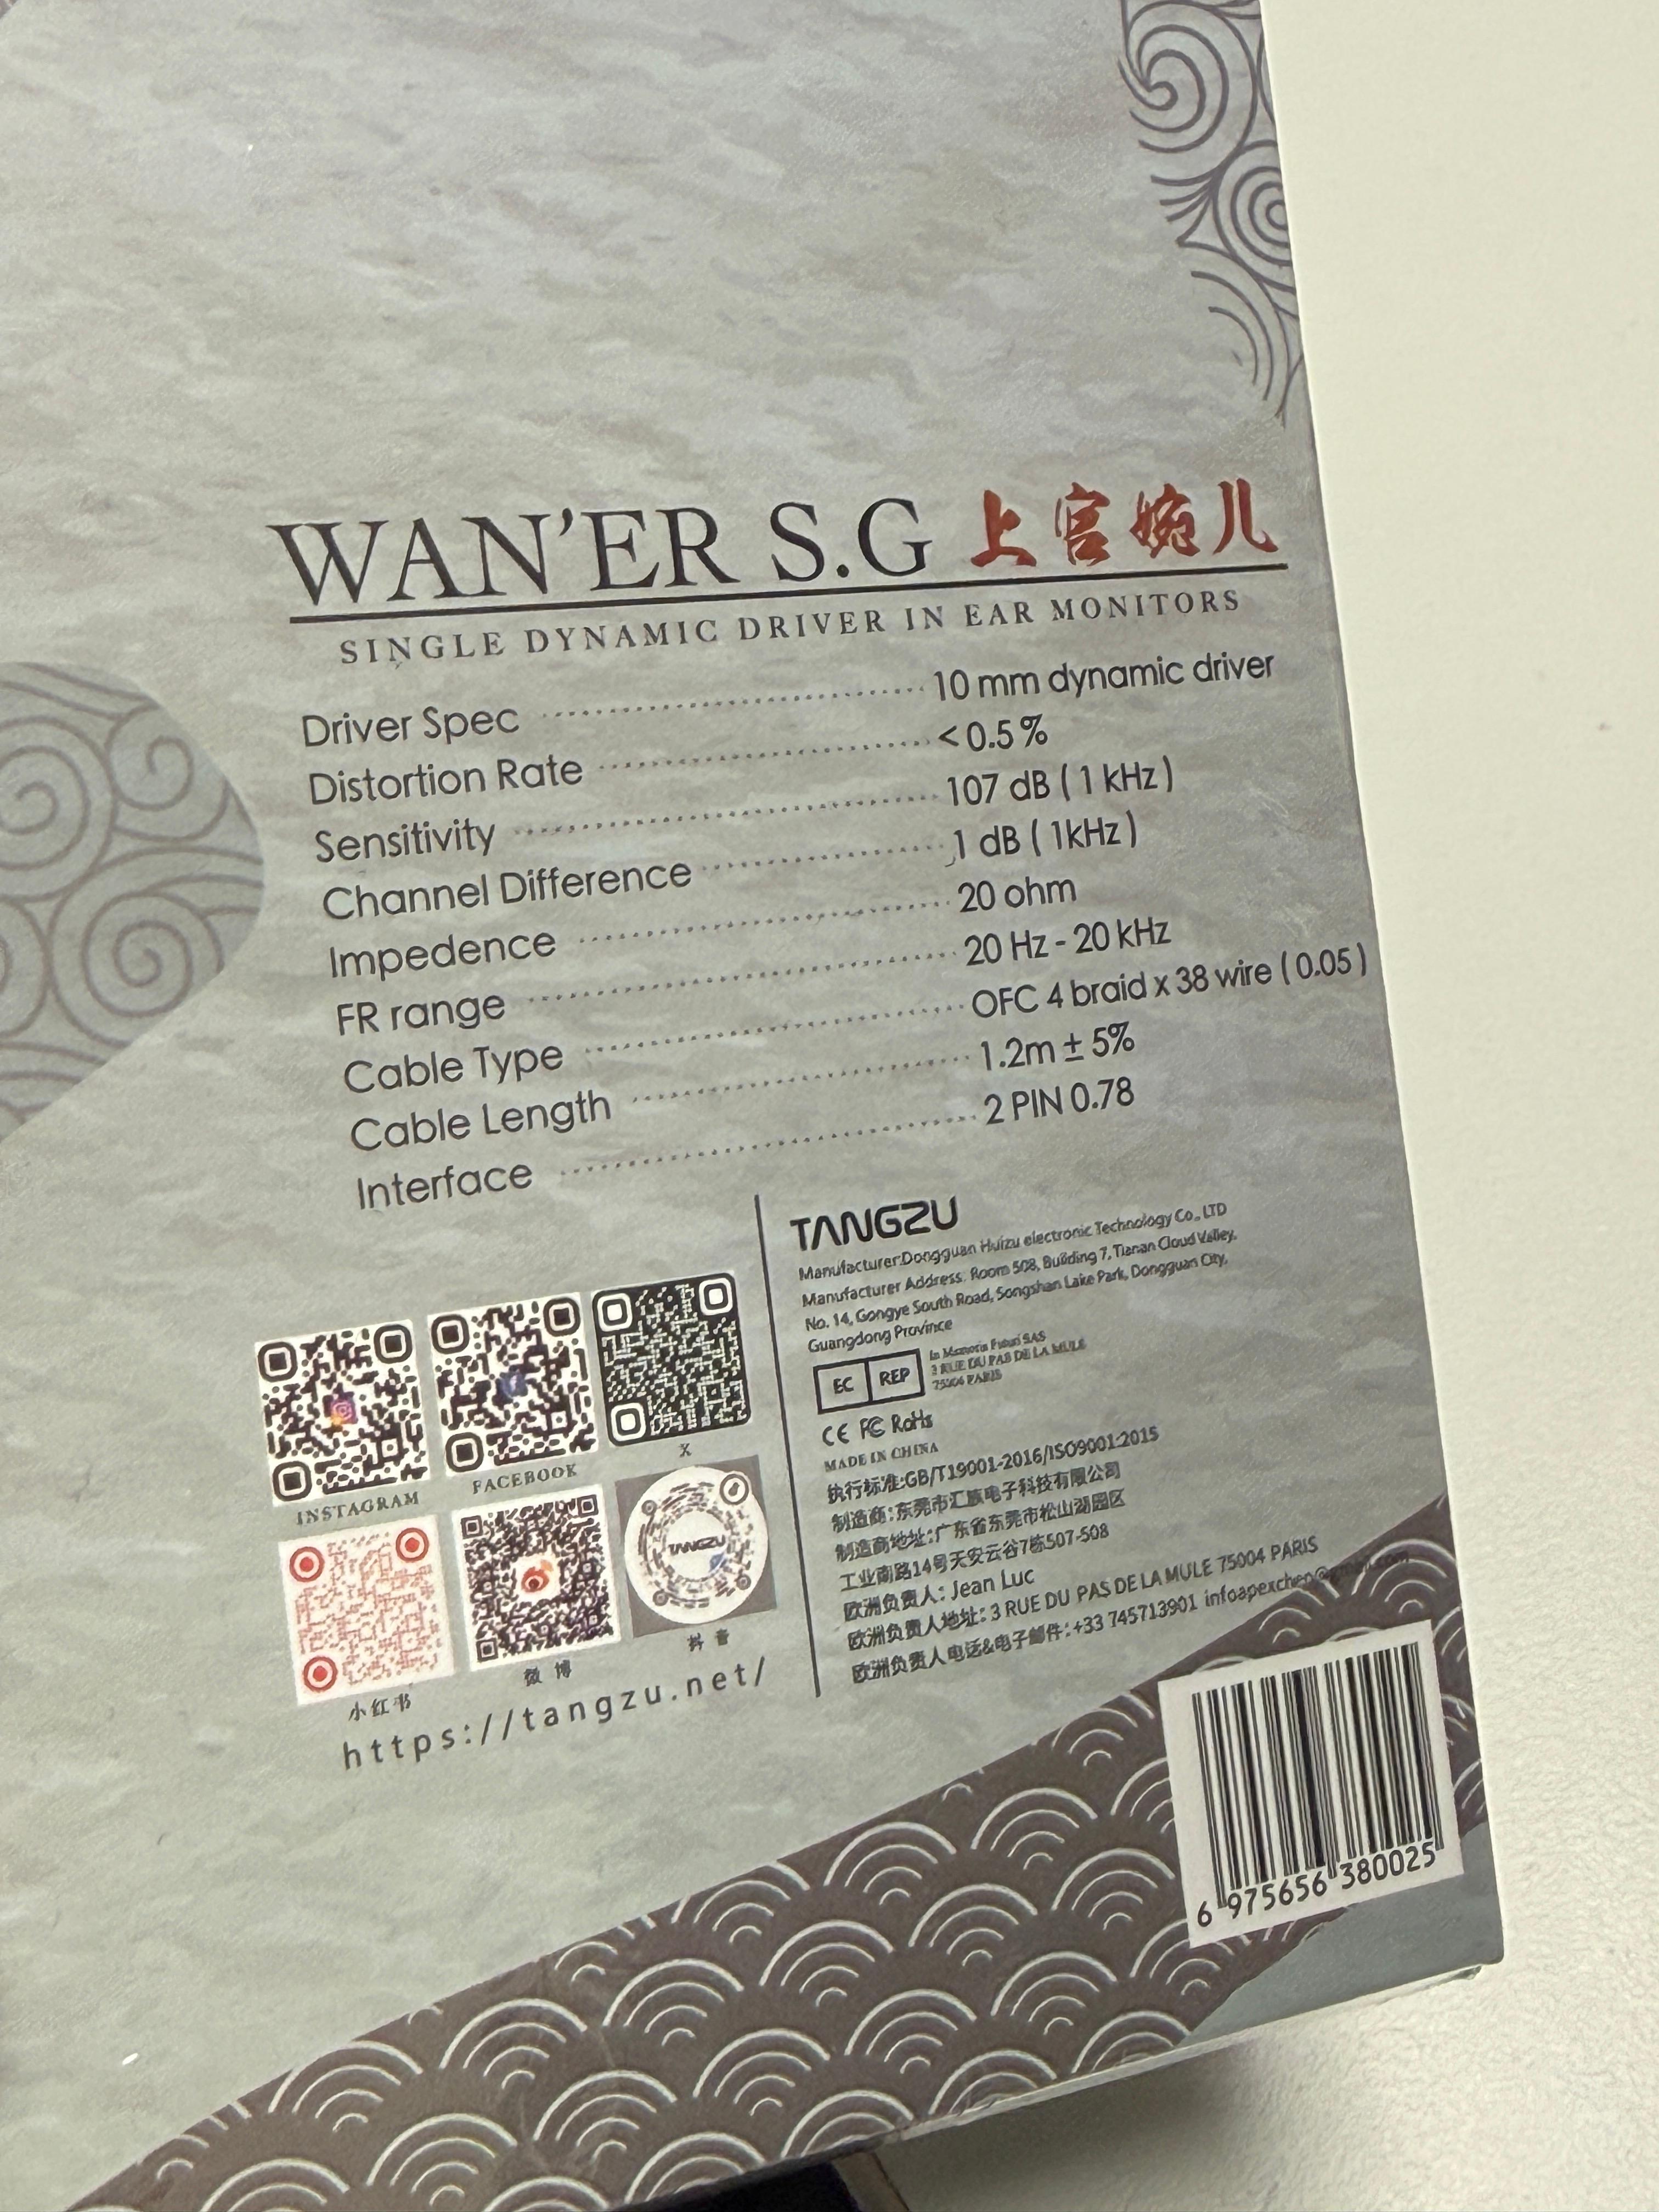 WAN'ER S.G 上官婉儿
SINGLE DYNAMIC DRIVER IN EAR MONITORS
Driver Spec 10 mm dynamic driver
Distortion Rate <0.5%
Sensitivity 107 dB ( 1 kHz )
Channel Difference 1 dB ( 1kHz )
Impedence 20 ohm
FR range 20 Hz - 20 kHz
Cable Type OFC 4 braid x 38 wire ( 0.05 )
Cable Length 1.2m ± 5%
Interface 2 PIN 0.78
INSTAGRAM
FACEBOOK
X
小红书
微博
抖音
TANGZU
https://tangzu.net/
TANGZU
Manufacturer:Dongguan Huizu electronic Technology Co., LTD
Manufacturer Address: Room 508, Building 7, Tianan Cloud Valley,
No. 14, Gongye South Road, Songshan Lake Park, Dongguan City,
Guangdong Province
EC REP
SAS
3 RUE DU PAS DE LA MULE
75004 PARIS
CE FC RoHs
MADE IN CHINA
执行标准:GB/T19001-2016/ISO9001:2015
制造商:东莞市汇族电子科技有限公司
制造商地址:广东省东莞市松山湖园区
工业南路14号天安云谷7栋507-508
欧洲负责人: Jean Luc
欧洲负责人地址: 3 RUE DU PAS DE LA MULE 75004 PARIS
欧洲负责人电话&电子邮件: +33 745713901 infoapexchen@gmail.com
6 975656 380025